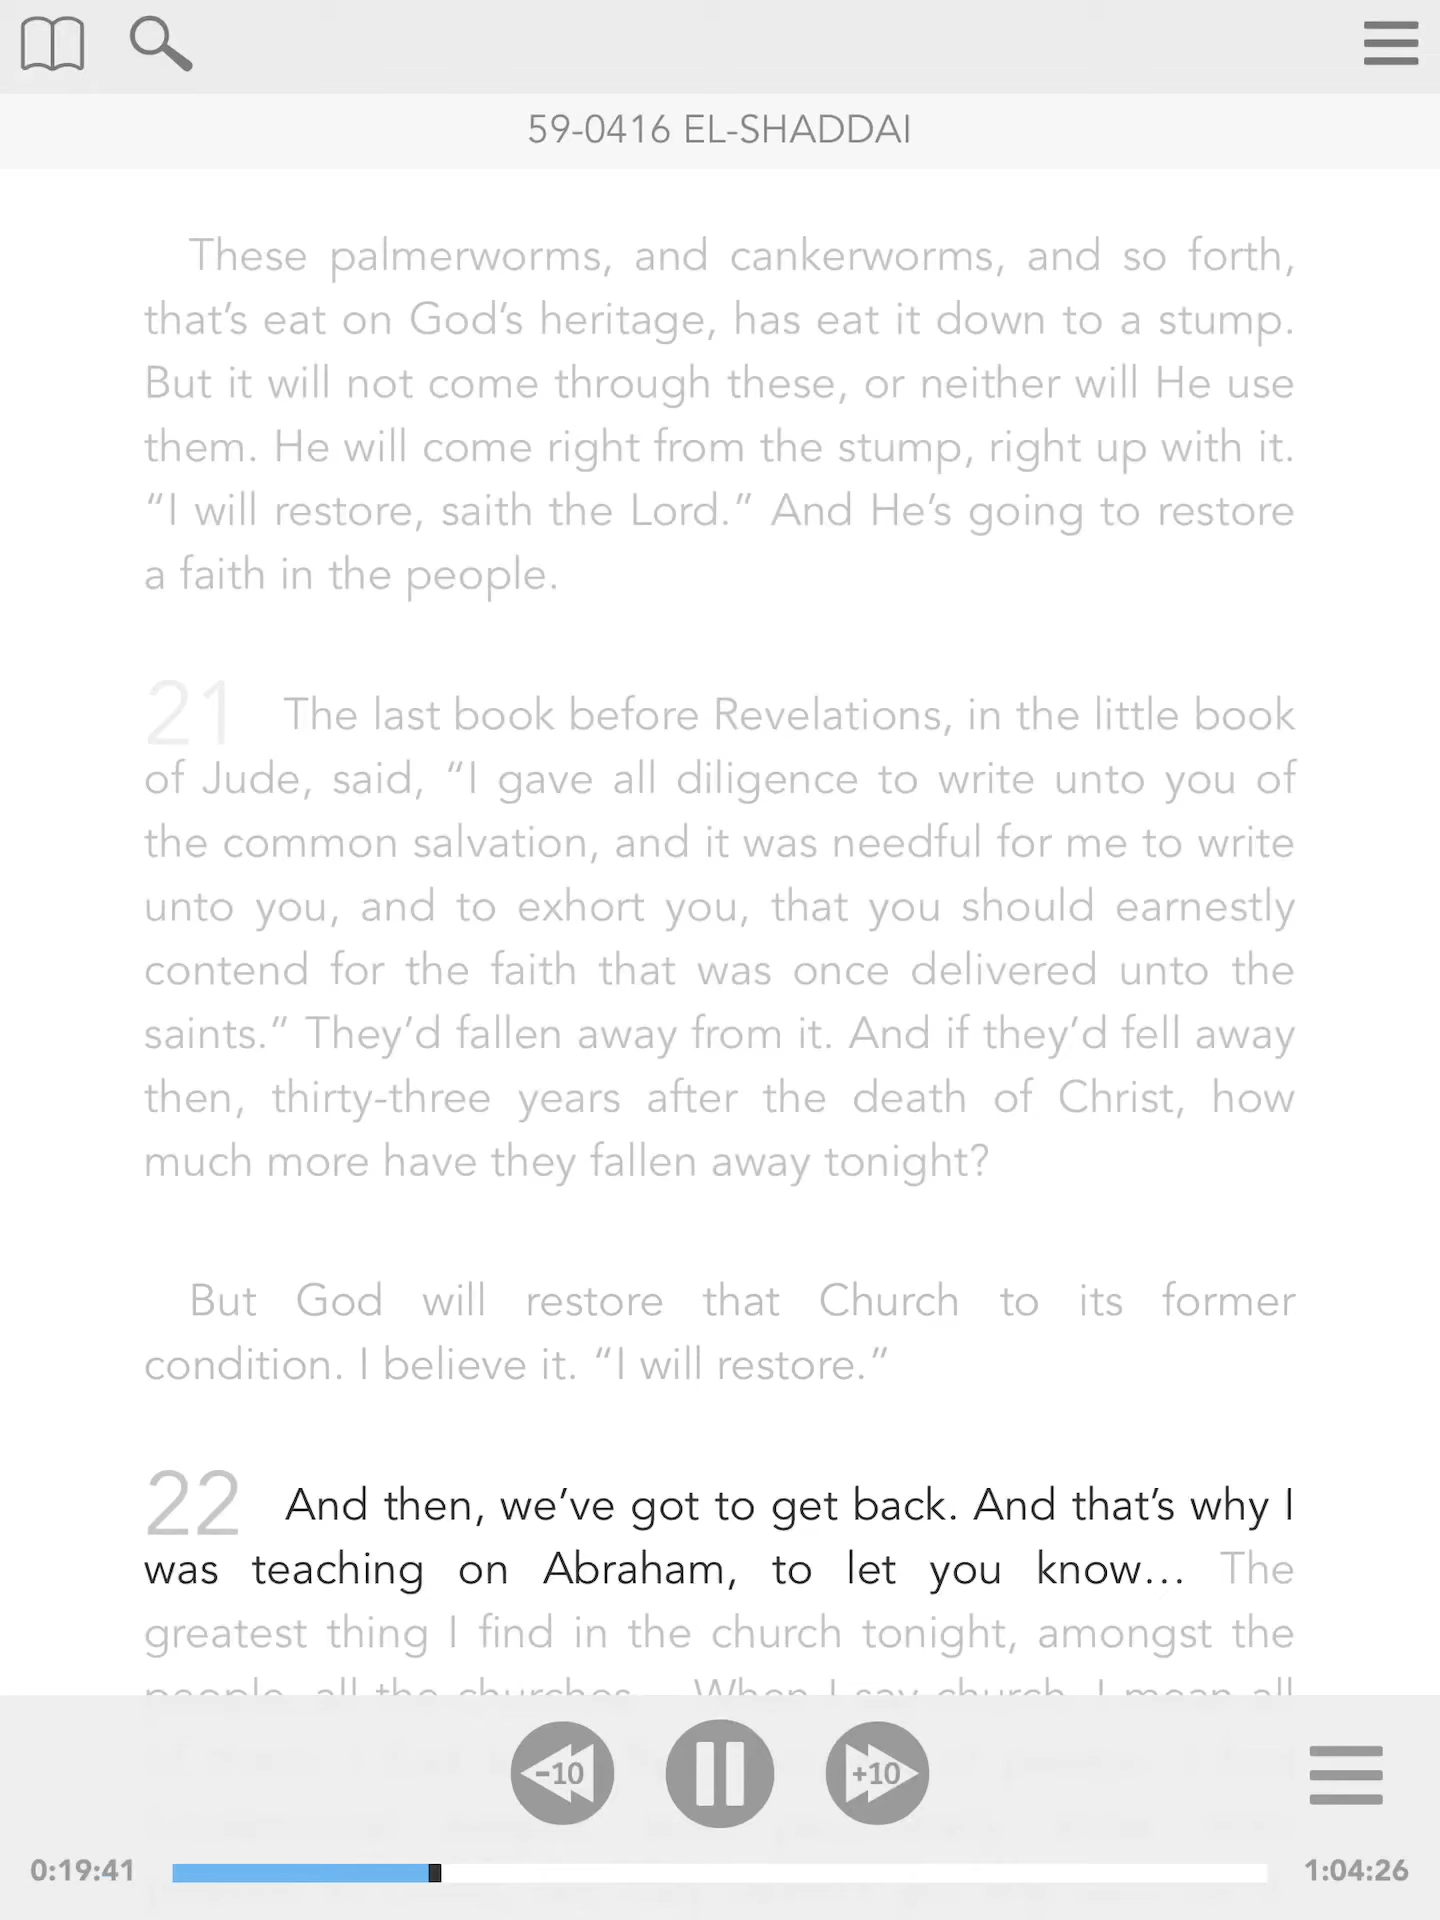 59-0416 EL-SHADDAI
These palmerworms, and cankerworms, and so forth,
that’s eat on God’s heritage, has eat it down to a stump.
But it will not come through these, or neither will He use
them. He will come right from the stump, right up with it.
“I will restore, saith the Lord.” And He’s going to restore
a faith in the people.
21 The last book before Revelations, in the little book
of Jude, said, “I gave all diligence to write unto you of
the common salvation, and it was needful for me to write
unto you, and to exhort you, that you should earnestly
contend for the faith that was once delivered unto the
saints.” They’d fallen away from it. And if they’d fell away
then, thirty-three years after the death of Christ, how
much more have they fallen away tonight?
But God will restore that Church to its former
condition. I believe it. “I will restore.”
22 And then, we’ve got to get back. And that’s why I
was teaching on Abraham, to let you know… The
greatest thing I find in the church tonight, amongst the
people, all the churches… When I say church, I mean all
-10 +10
0:19:41 1:04:26